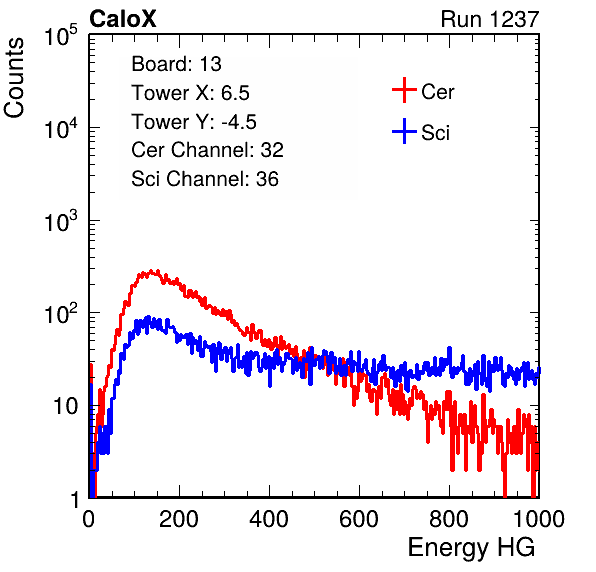 CaloX Run 1237
Counts
10^5
10^4
10^3
10^2
10
1
Board: 13
Tower X: 6.5
Tower Y: -4.5
Cer Channel: 32
Sci Channel: 36
Cer
Sci
0 200 400 600 800 1000
Energy HG